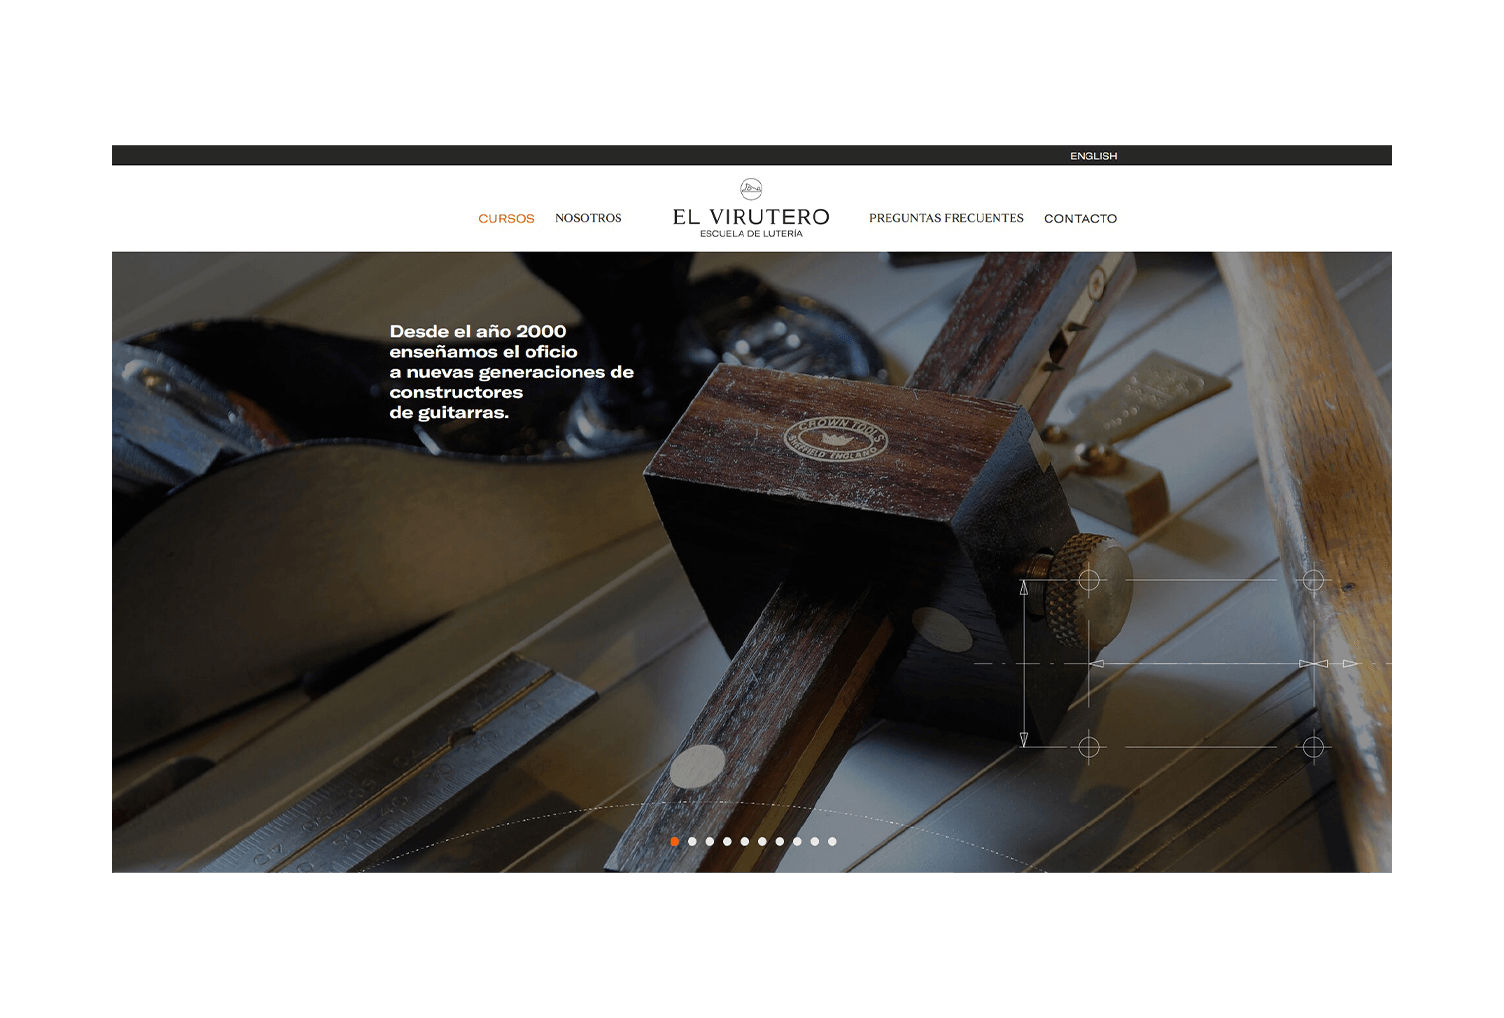 ENGLISH
CURSOS
NOSOTROS
EL VIRUTERO
ESCUELA DE LUTERÍA
PREGUNTAS FRECUENTES
CONTACTO
Desde el año 2000
enseñamos el oficio
a nuevas generaciones de
constructores
de guitarras.
CROWN TOOLS
SHEFFIELD ENGLAND